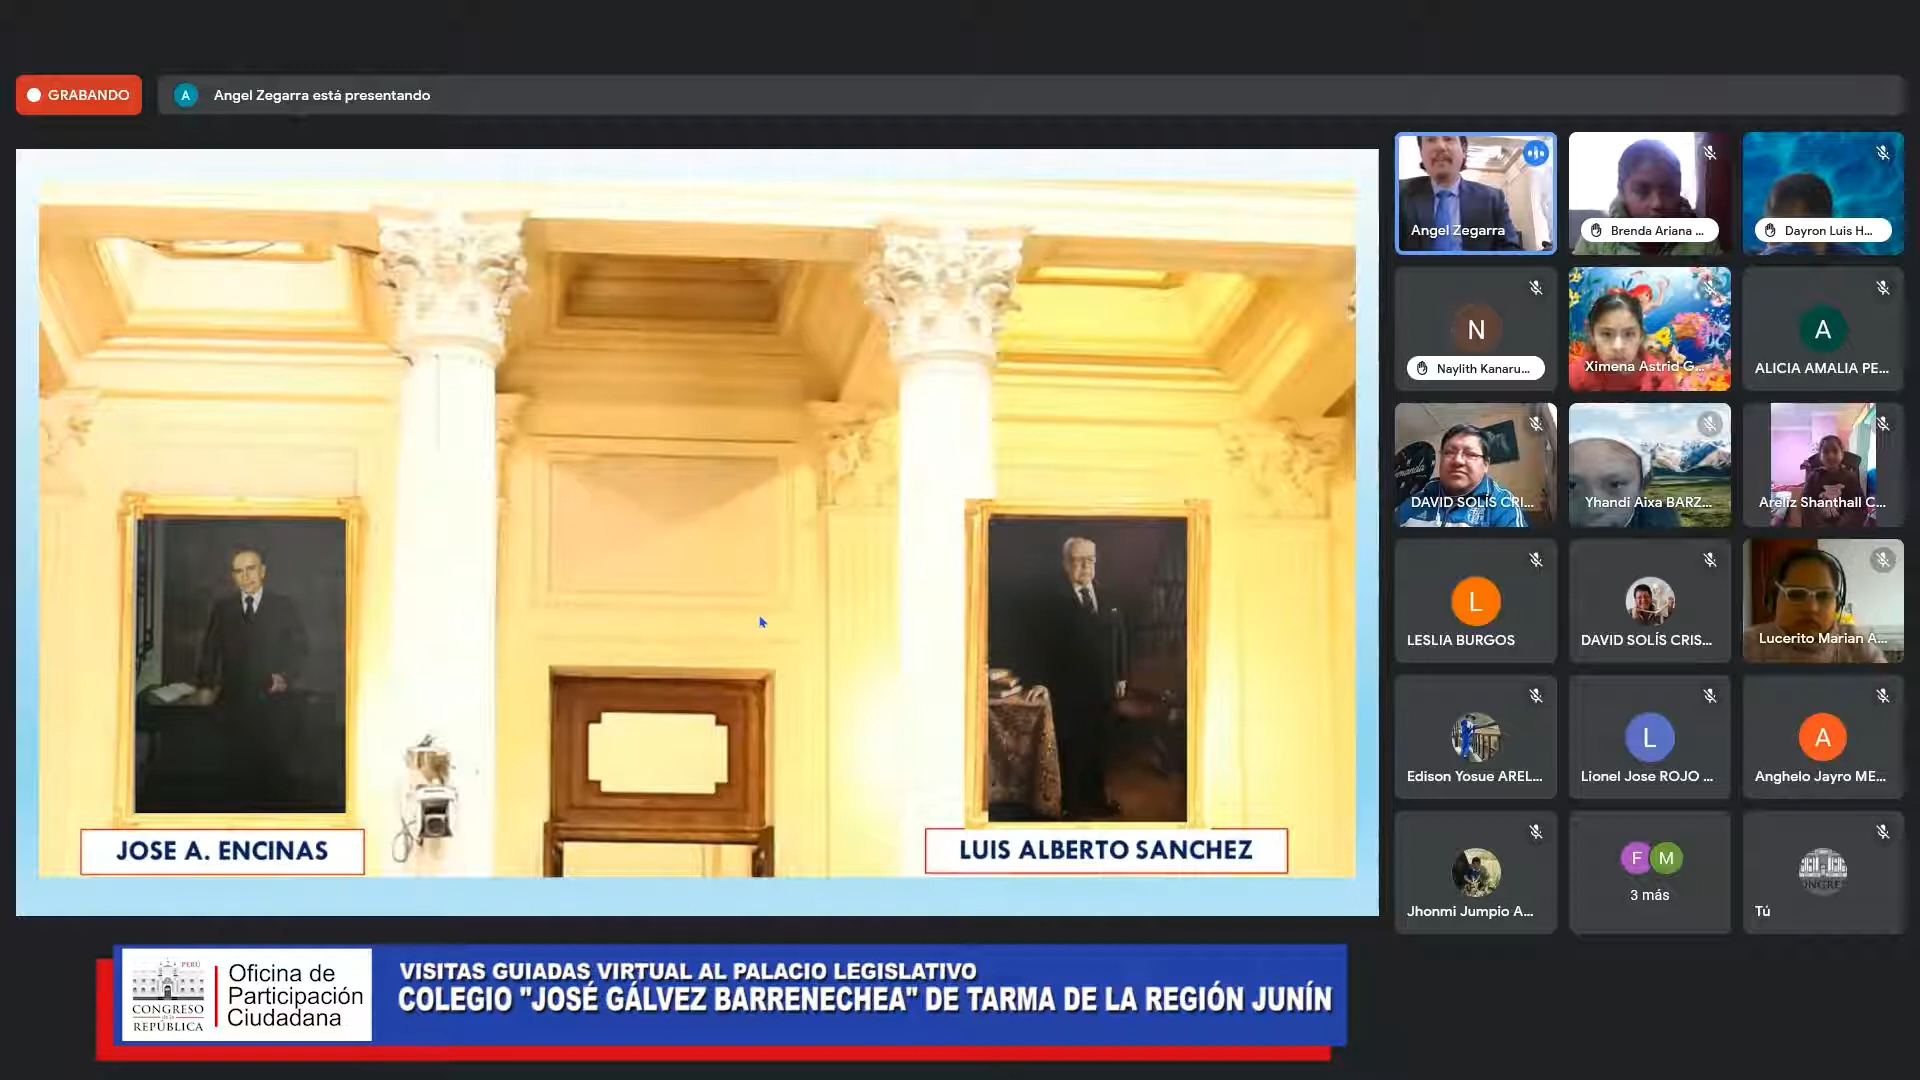 GRABANDO
A
Angel Zegarra está presentando
Angel Zegarra
Brenda Ariana ...
Dayron Luis H...
N
Naylith Kanaru...
Ximena Astrid G...
A
ALICIA AMALIA PE...
DAVID SOLÍS CRI...
Yhandi Aixa BARZ...
Areliz Shanthall C...
L
LESLIA BURGOS
DAVID SOLÍS CRIS...
Lucerito Marian A...
Edison Yosue AREL...
L
Lionel Jose ROJO ...
A
Anghelo Jayro ME...
Jhonmi Jumpio A...
F M
3 más
Tú
JOSE A. ENCINAS
LUIS ALBERTO SANCHEZ
PERÚ
CONGRESO
de la
REPÚBLICA
Oficina de
Participación
Ciudadana
VISITAS GUIADAS VIRTUAL AL PALACIO LEGISLATIVO
COLEGIO "JOSÉ GÁLVEZ BARRENECHEA" DE TARMA DE LA REGIÓN JUNÍN